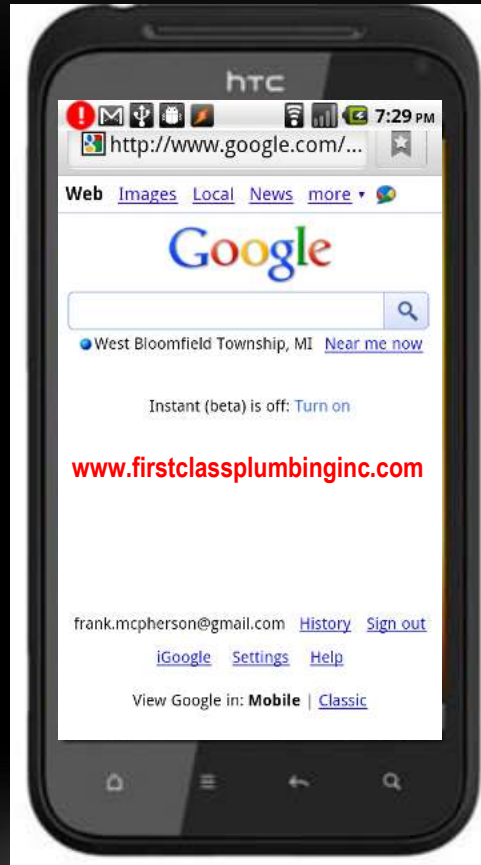 hTC
7:29 PM
http://www.google.com/...
Web Images Local News more
Google
West Bloomfield Township, MI Near me now
Instant (beta) is off: Turn on
www.firstclassplumbinginc.com
frank.mcpherson@gmail.com History Sign out
iGoogle Settings Help
View Google in: Mobile | Classic